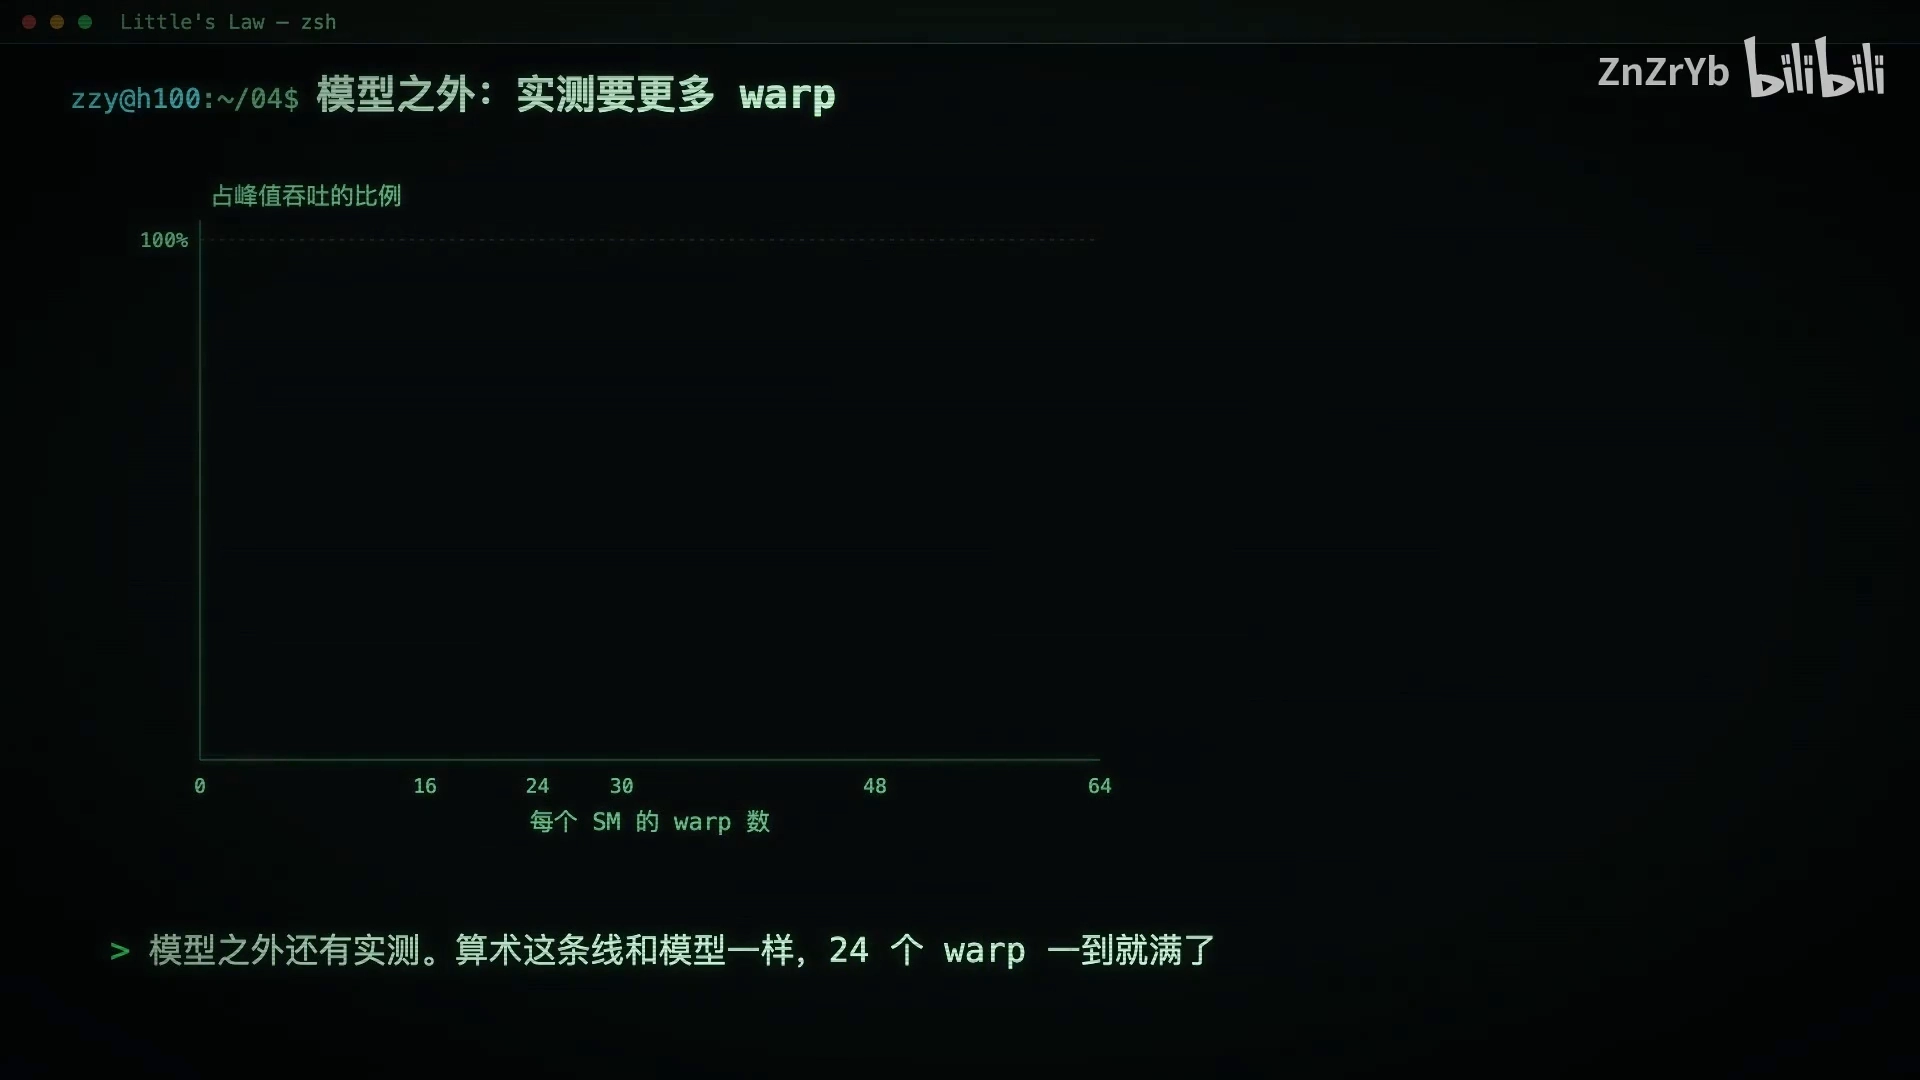 Little's Law — zsh
ZnZrYb bilibili
zzy@h100:~/04$ 模型之外：实测要更多 warp
占峰值吞吐的比例
100%
0 16 24 30 48 64
每个 SM 的 warp 数
> 模型之外还有实测。算术这条线和模型一样，24 个 warp 一到就满了